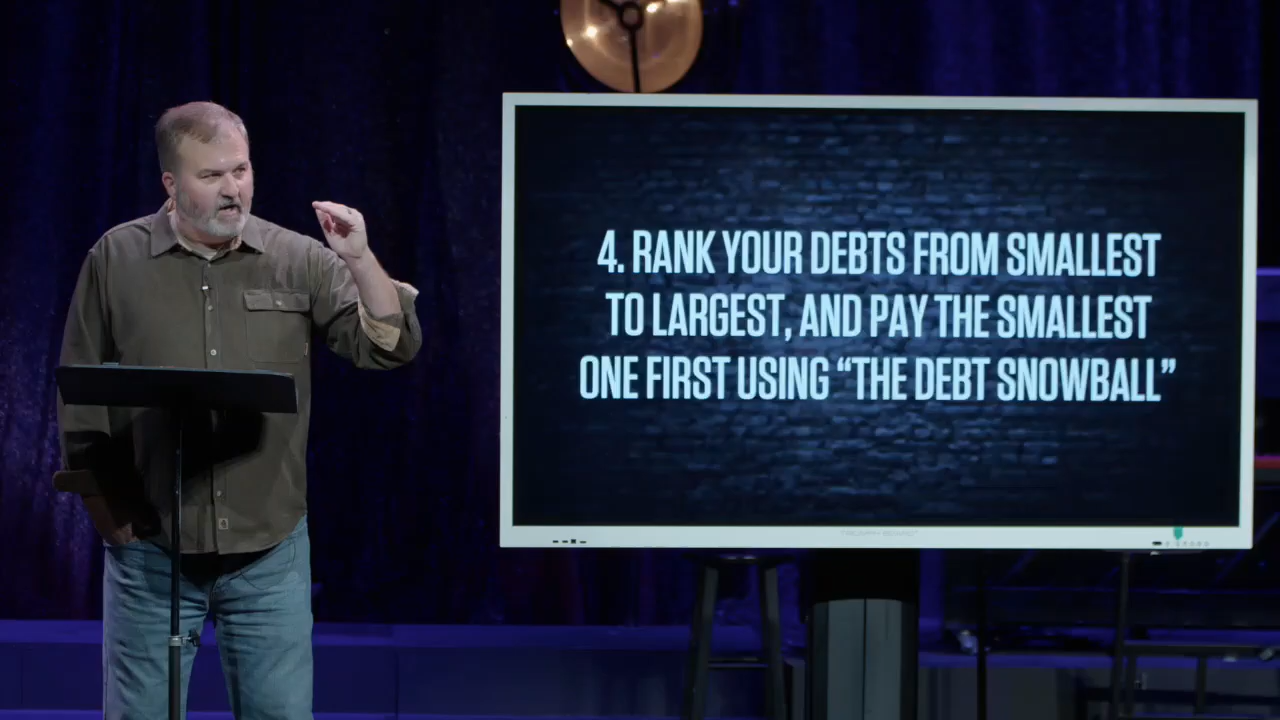 4. RANK YOUR DEBTS FROM SMALLEST
TO LARGEST, AND PAY THE SMALLEST
ONE FIRST USING “THE DEBT SNOWBALL”